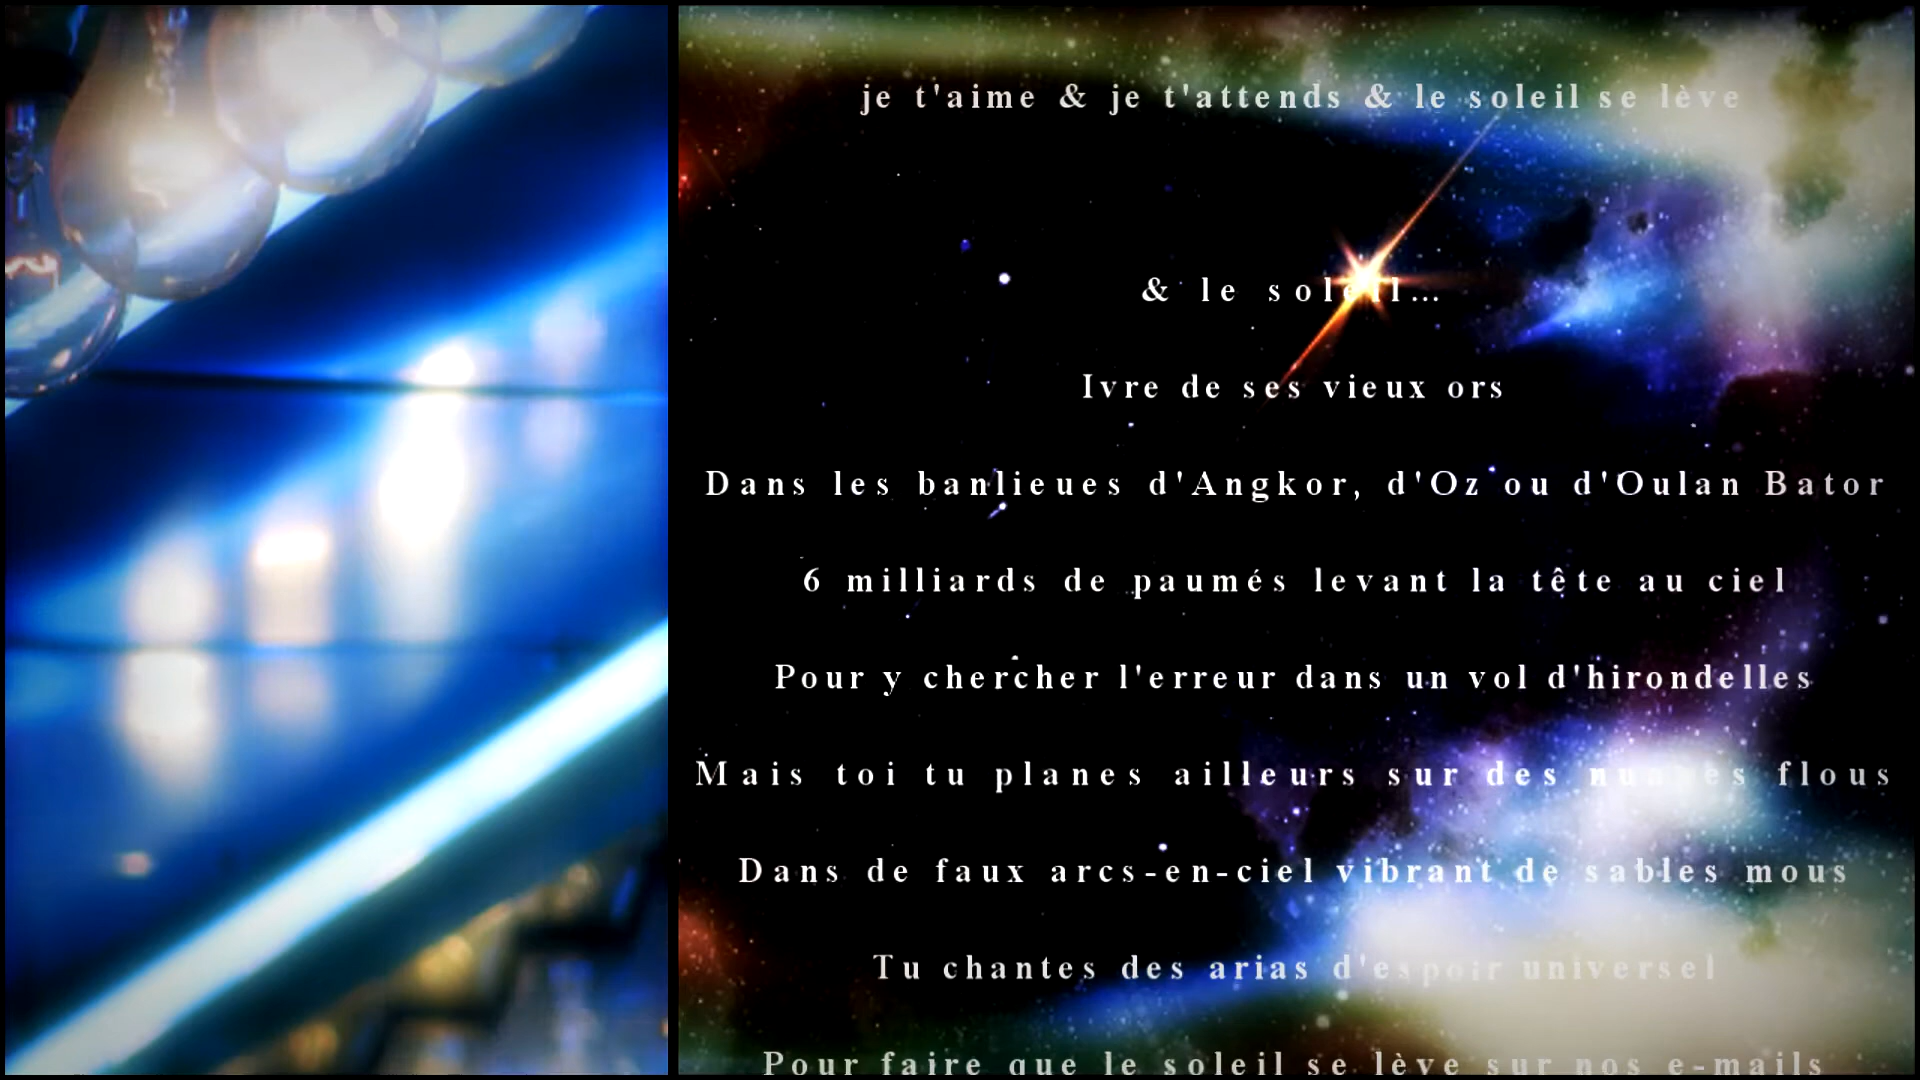 je t'aime & je t'attends & le soleil se lève
& le soleil...
Ivre de ses vieux ors
Dans les banlieues d'Angkor, d'Oz ou d'Oulan Bator
6 milliards de paumés levant la tête au ciel
Pour y chercher l'erreur dans un vol d'hirondelles
Mais toi tu planes ailleurs sur des nuages flous
Dans de faux arcs-en-ciel vibrant de sables mous
Tu chantes des arias d'espoir universel
Pour faire que le soleil se lève sur nos e-mails